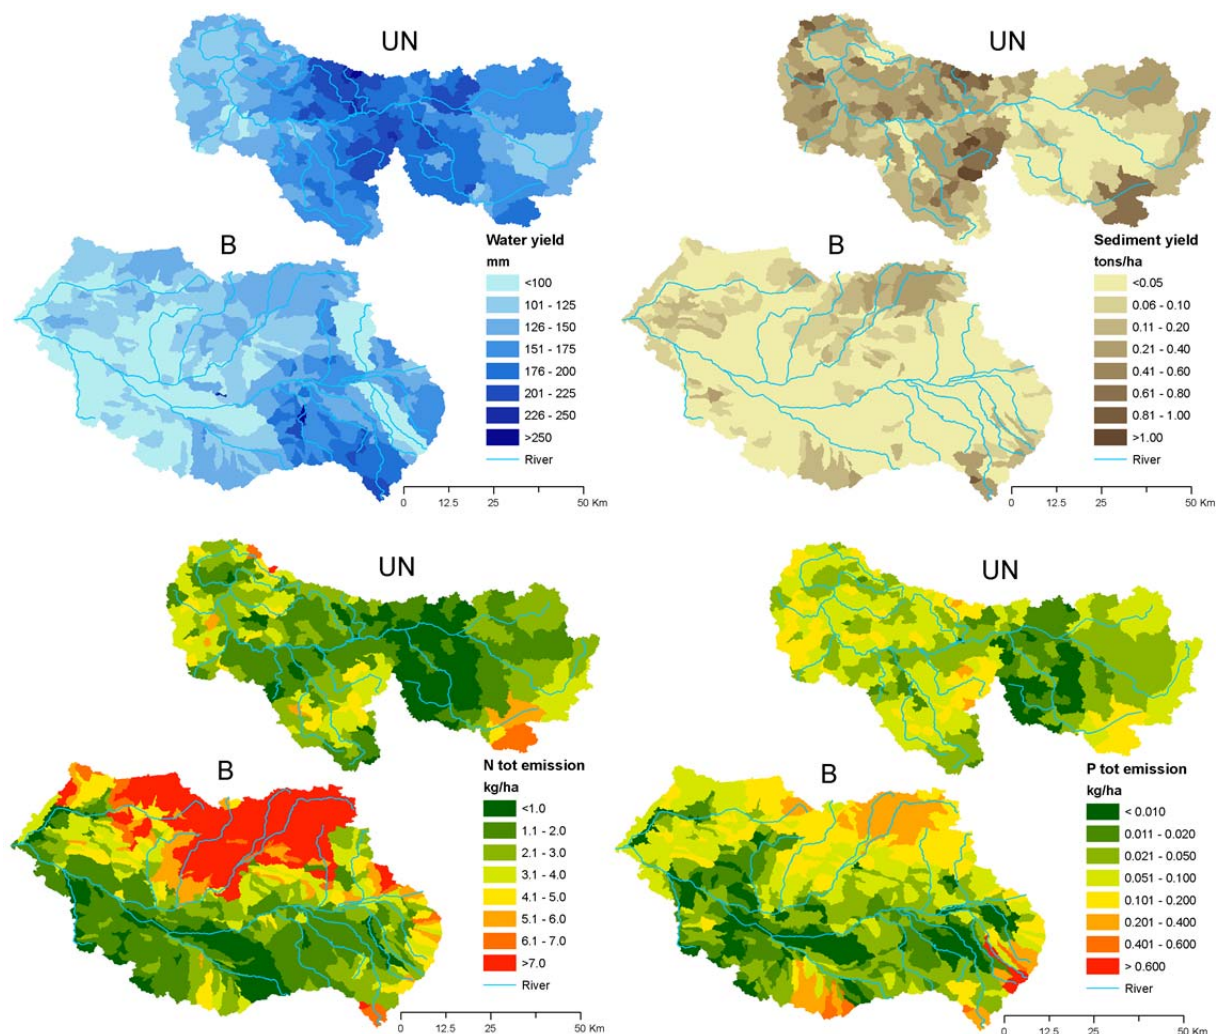 UN
B
Water yield
mm
<100
101 - 125
126 - 150
151 - 175
176 - 200
201 - 225
226 - 250
>250
River
0 12.5 25 50 Km
UN
B
Sediment yield
tons/ha
<0.05
0.06 - 0.10
0.11 - 0.20
0.21 - 0.40
0.41 - 0.60
0.61 - 0.80
0.81 - 1.00
>1.00
River
0 12.5 25 50 Km
UN
B
N tot emission
kg/ha
<1.0
1.1 - 2.0
2.1 - 3.0
3.1 - 4.0
4.1 - 5.0
5.1 - 6.0
6.1 - 7.0
>7.0
River
0 12.5 25 50 Km
UN
B
P tot emission
kg/ha
< 0.010
0.011 - 0.020
0.021 - 0.050
0.051 - 0.100
0.101 - 0.200
0.201 - 0.400
0.401 - 0.600
> 0.600
River
0 12.5 25 50 Km